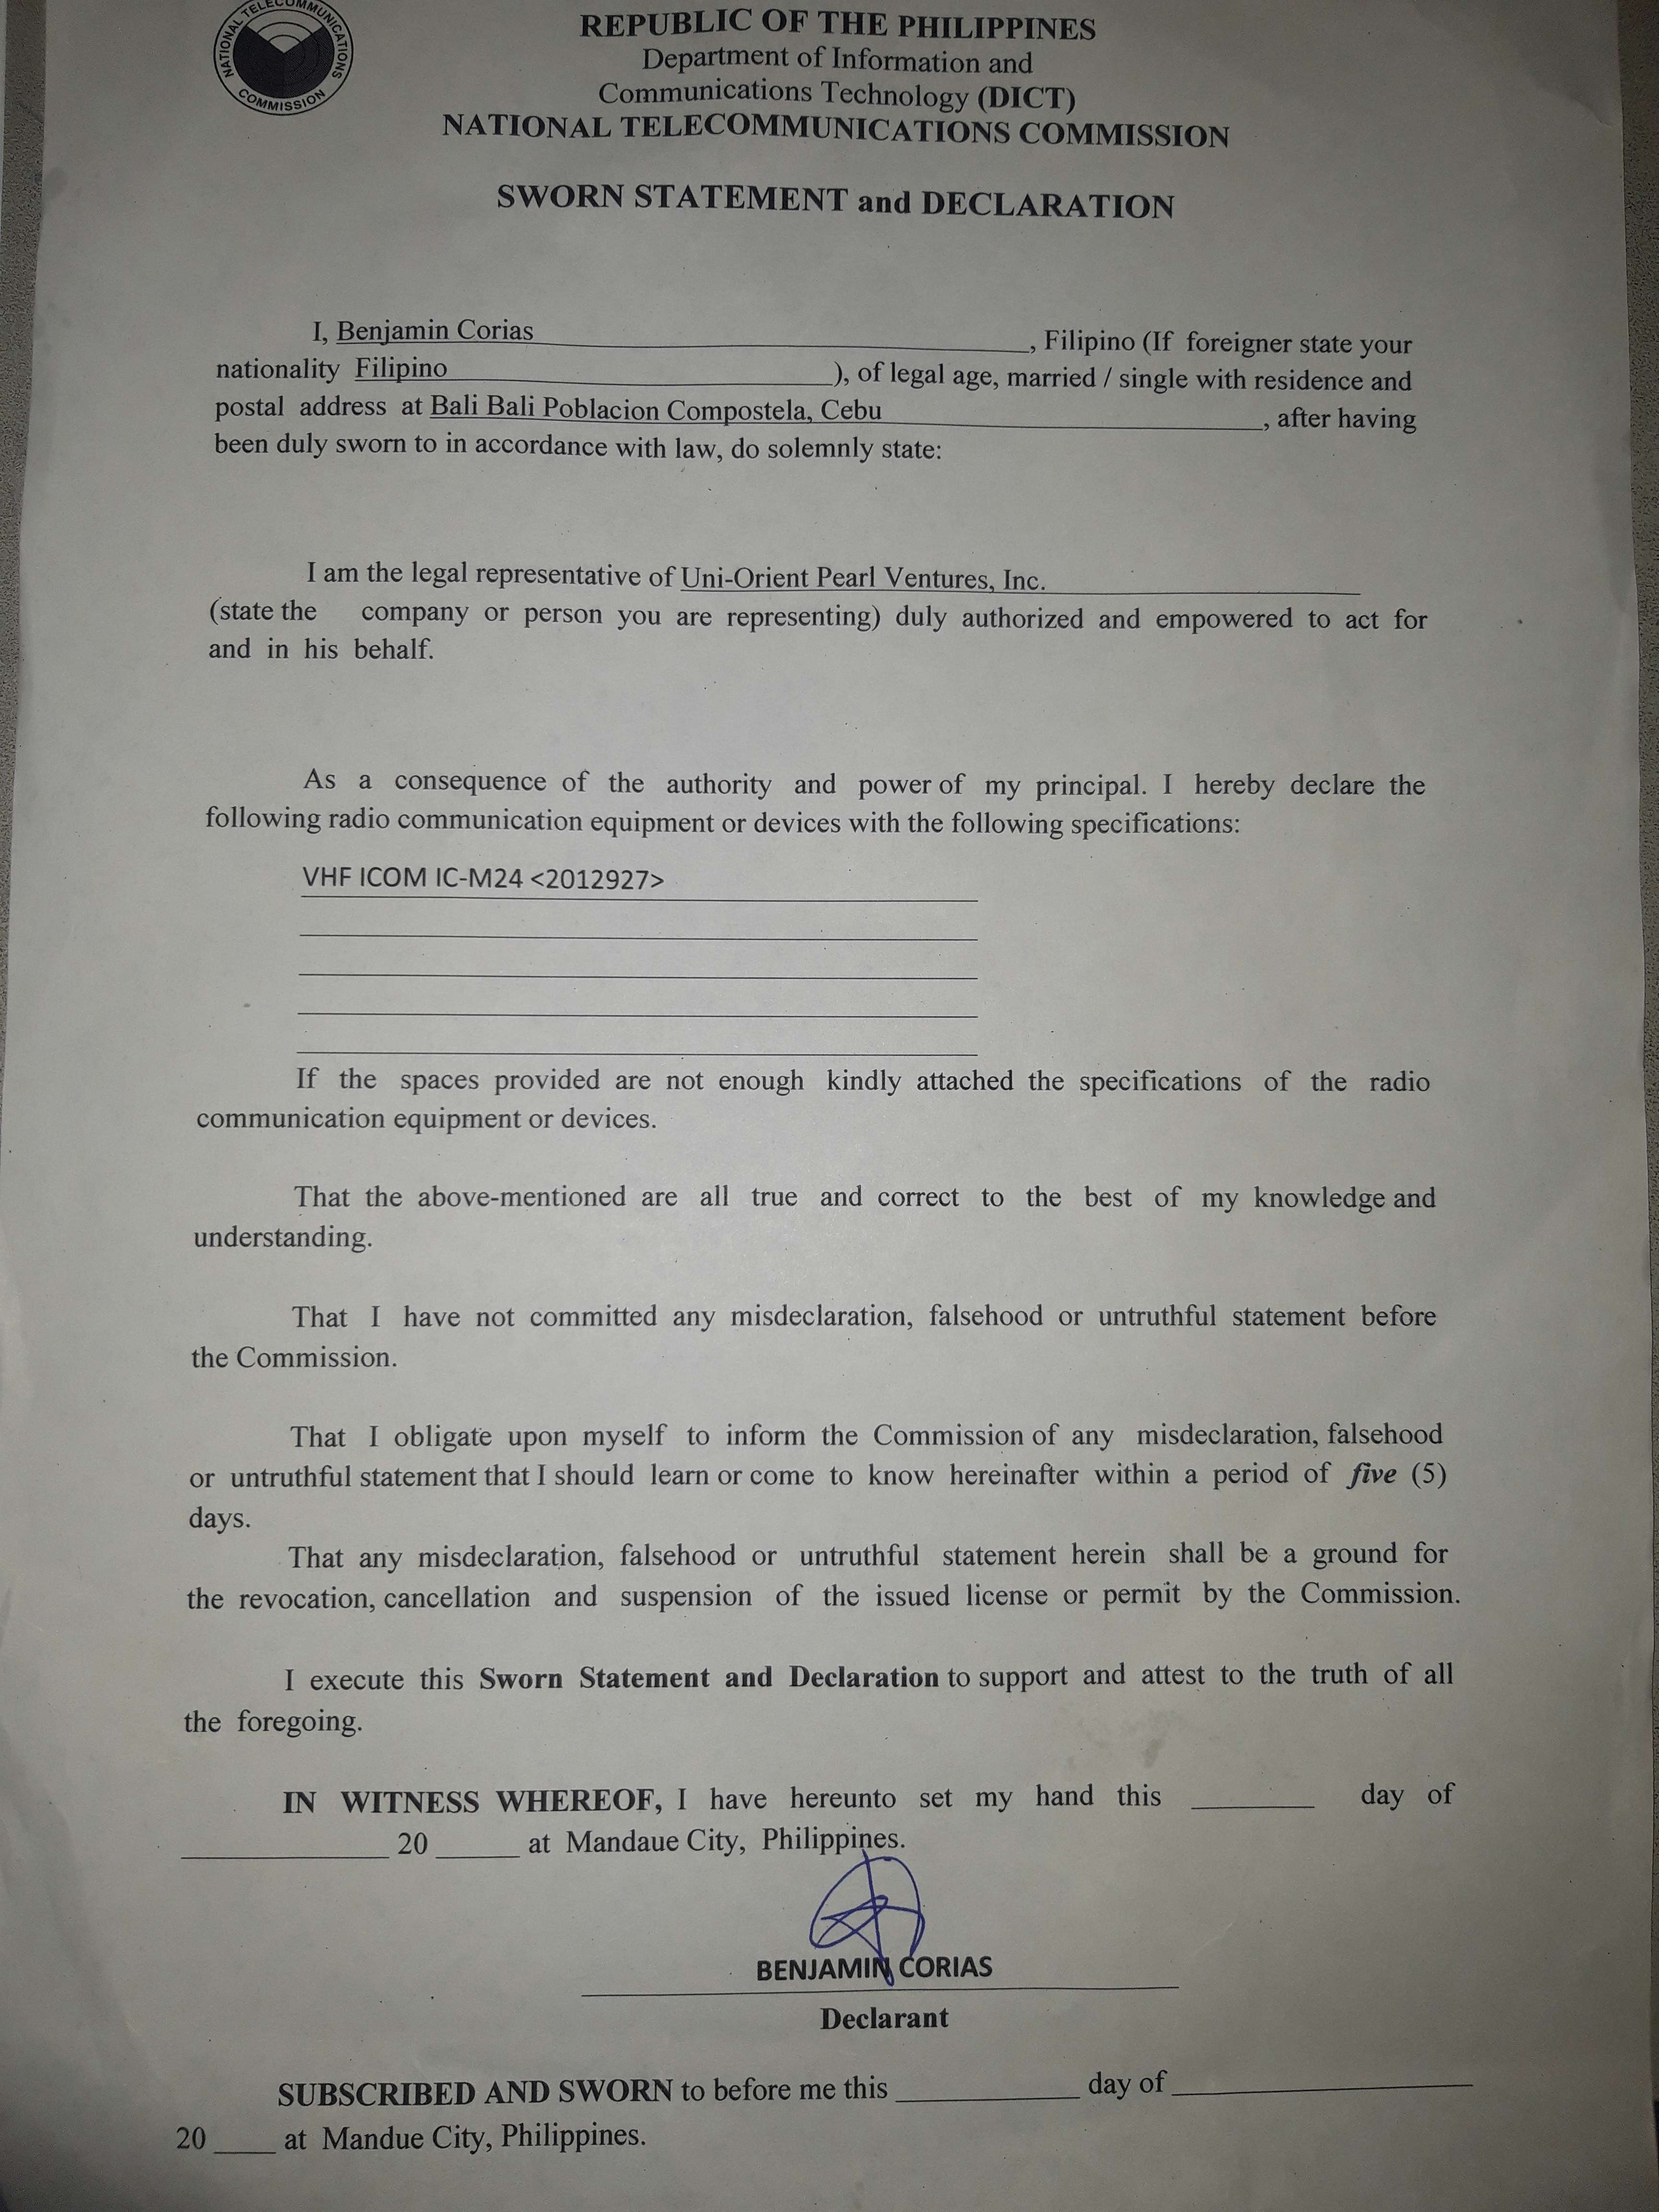 NATIONAL TELECOMMUNICATIONS
COMMISSION
REPUBLIC OF THE PHILIPPINES
Department of Information and
Communications Technology (DICT)
NATIONAL TELECOMMUNICATIONS COMMISSION
SWORN STATEMENT and DECLARATION
I, Benjamin Corias, Filipino (If foreigner state your
nationality Filipino), of legal age, married / single with residence and
postal address at Bali Bali Poblacion Compostela, Cebu, after having
been duly sworn to in accordance with law, do solemnly state:
I am the legal representative of Uni-Orient Pearl Ventures, Inc.
(state the company or person you are representing) duly authorized and empowered to act for
and in his behalf.
As a consequence of the authority and power of my principal. I hereby declare the
following radio communication equipment or devices with the following specifications:
VHF ICOM IC-M24 <2012927>
If the spaces provided are not enough kindly attached the specifications of the radio
communication equipment or devices.
That the above-mentioned are all true and correct to the best of my knowledge and
understanding.
That I have not committed any misdeclaration, falsehood or untruthful statement before
the Commission.
That I obligate upon myself to inform the Commission of any misdeclaration, falsehood
or untruthful statement that I should learn or come to know hereinafter within a period of five (5)
days.
That any misdeclaration, falsehood or untruthful statement herein shall be a ground for
the revocation, cancellation and suspension of the issued license or permit by the Commission.
I execute this Sworn Statement and Declaration to support and attest to the truth of all
the foregoing.
IN WITNESS WHEREOF, I have hereunto set my hand this ______ day of
______ 20 ____ at Mandaue City, Philippines.
BENJAMIN CORIAS
Declarant
SUBSCRIBED AND SWORN to before me this ______ day of ______
20 ____ at Mandue City, Philippines.